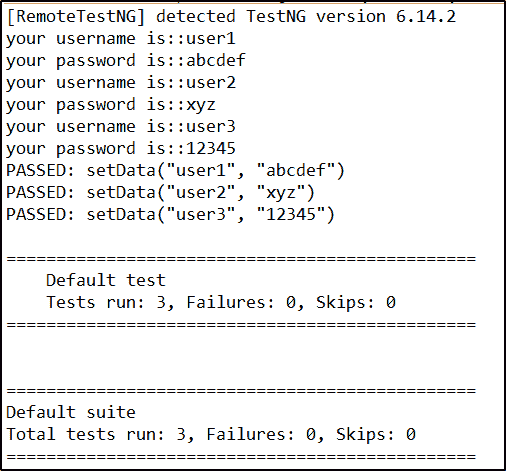 [RemoteTestNG] detected TestNG version 6.14.2
your username is::user1
your password is::abcdef
your username is::user2
your password is::xyz
your username is::user3
your password is::12345
PASSED: setData("user1", "abcdef")
PASSED: setData("user2", "xyz")
PASSED: setData("user3", "12345")
===============================================
Default test
Tests run: 3, Failures: 0, Skips: 0
===============================================
===============================================
Default suite
Total tests run: 3, Failures: 0, Skips: 0
===============================================